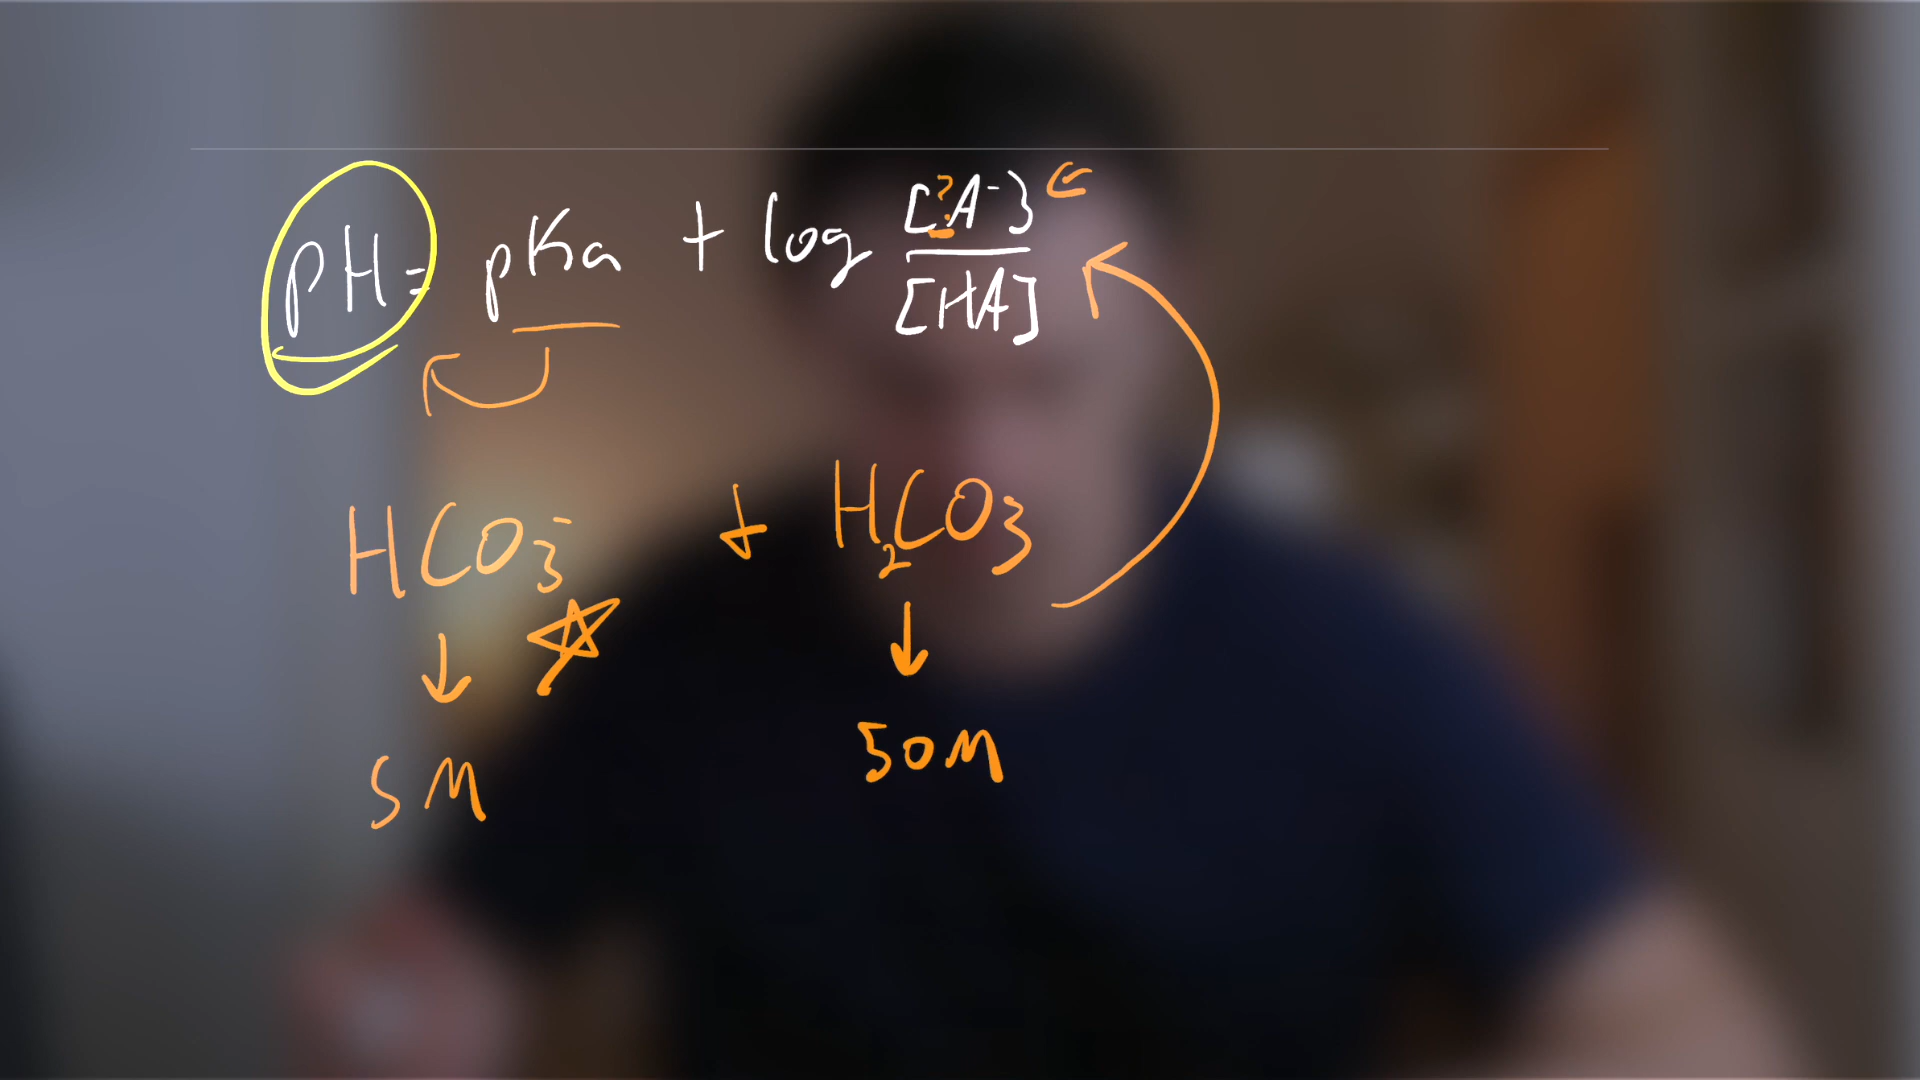 pH = pKa + log [A⁻] / [HA]
?
HCO₃⁻ + H₂CO₃
5M 50M